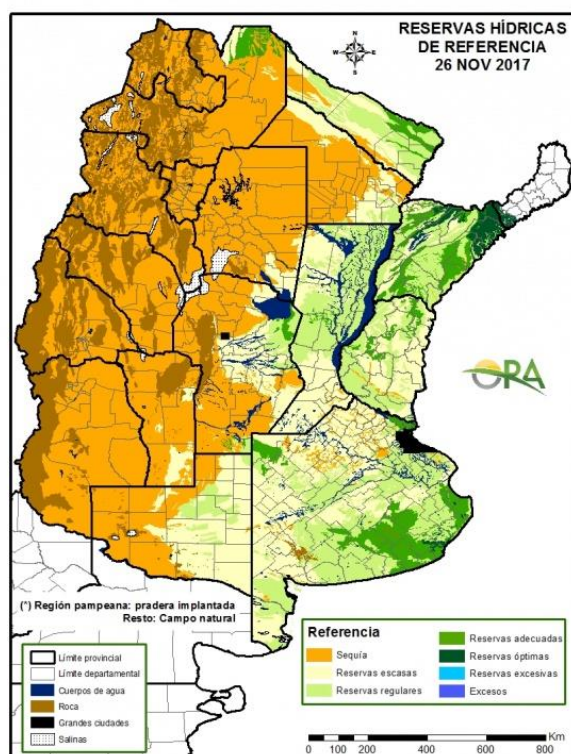 RESERVAS HÍDRICAS
DE REFERENCIA
26 NOV 2017
N
W
E
S
ORA
(*) Región pampeana: pradera implantada
Resto: Campo natural
Límite provincial
Límite departamental
Cuerpos de agua
Roca
Grandes ciudades
Salinas
Referencia
Sequía
Reservas escasas
Reservas regulares
Reservas adecuadas
Reservas óptimas
Reservas excesivas
Excesos
Km
0 100 200 400 600 800